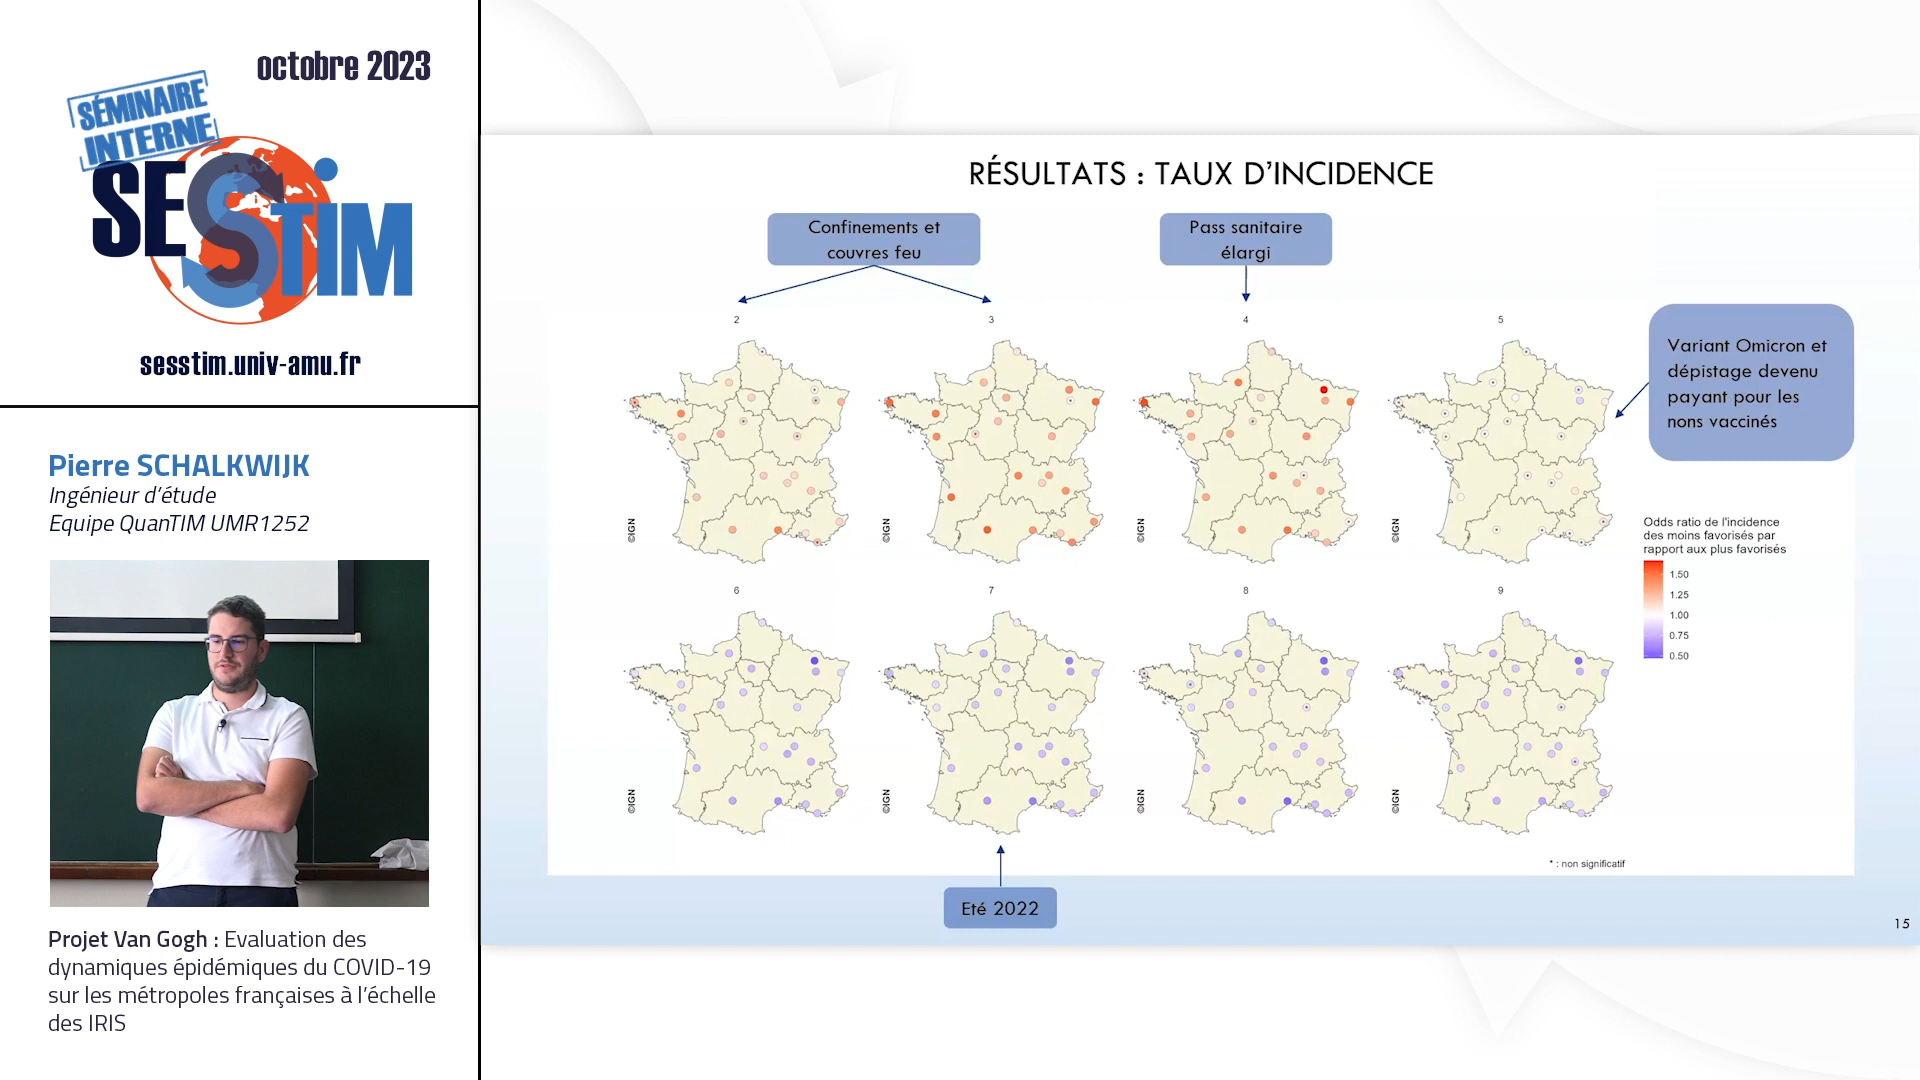 octobre 2023
SÉMINAIRE
INTERNE
SESSTIM
sesstim.univ-amu.fr
Pierre SCHALKWIJK
Ingénieur d'étude
Equipe QuanTIM UMR1252
Projet Van Gogh : Evaluation des
dynamiques épidémiques du COVID-19
sur les métropoles françaises à l'échelle
des IRIS
RÉSULTATS : TAUX D'INCIDENCE
Confinements et
couvres feu
Pass sanitaire
élargi
Variant Omicron et
dépistage devenu
payant pour les
nons vaccinés
2
3
4
5
©IGN
©IGN
©IGN
©IGN
Odds ratio de l'incidence
des moins favorisés par
rapport aux plus favorisés
1.50
1.25
1.00
0.75
0.50
6
7
8
9
©IGN
©IGN
©IGN
©IGN
* : non significatif
Eté 2022
15